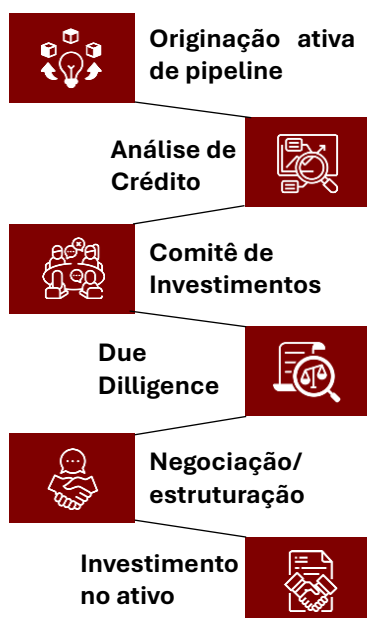 Originação ativa
de pipeline
Análise de
Crédito
Comitê de
Investimentos
Due
Dilligence
Negociação/
estruturação
Investimento
no ativo